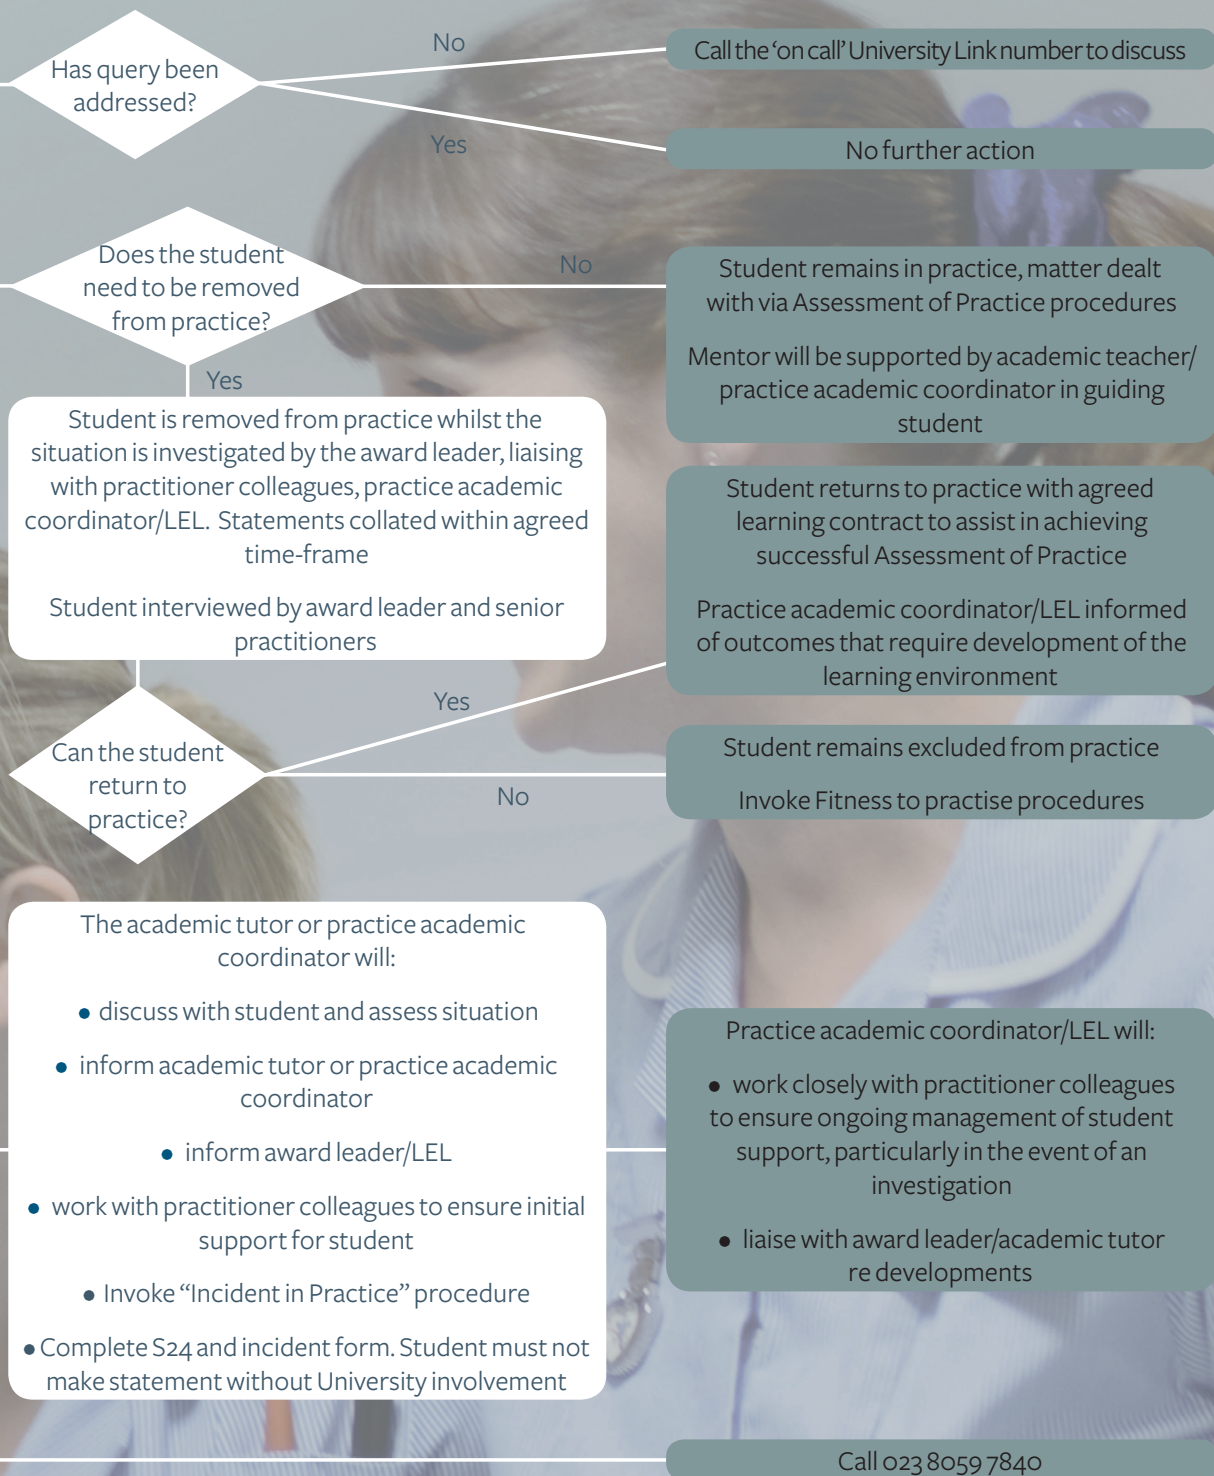 Has query been
addressed?
No
Call the ‘on call’ University Link number to discuss
Yes
No further action
Does the student
need to be removed
from practice?
No
Student remains in practice, matter dealt
with via Assessment of Practice procedures
Mentor will be supported by academic teacher/
practice academic coordinator in guiding
student
Yes
Student is removed from practice whilst the
situation is investigated by the award leader, liaising
with practitioner colleagues, practice academic
coordinator/LEL. Statements collated within agreed
time-frame
Student interviewed by award leader and senior
practitioners
Student returns to practice with agreed
learning contract to assist in achieving
successful Assessment of Practice
Practice academic coordinator/LEL informed
of outcomes that require development of the
learning environment
Can the student
return to
practice?
Yes
No
Student remains excluded from practice
Invoke Fitness to practise procedures
The academic tutor or practice academic
coordinator will:
• discuss with student and assess situation
• inform academic tutor or practice academic
coordinator
• inform award leader/LEL
• work with practitioner colleagues to ensure initial
support for student
• Invoke “Incident in Practice” procedure
• Complete S24 and incident form. Student must not
make statement without University involvement
Practice academic coordinator/LEL will:
• work closely with practitioner colleagues
to ensure ongoing management of student
support, particularly in the event of an
investigation
• liaise with award leader/academic tutor
re developments
Call 023 8059 7840